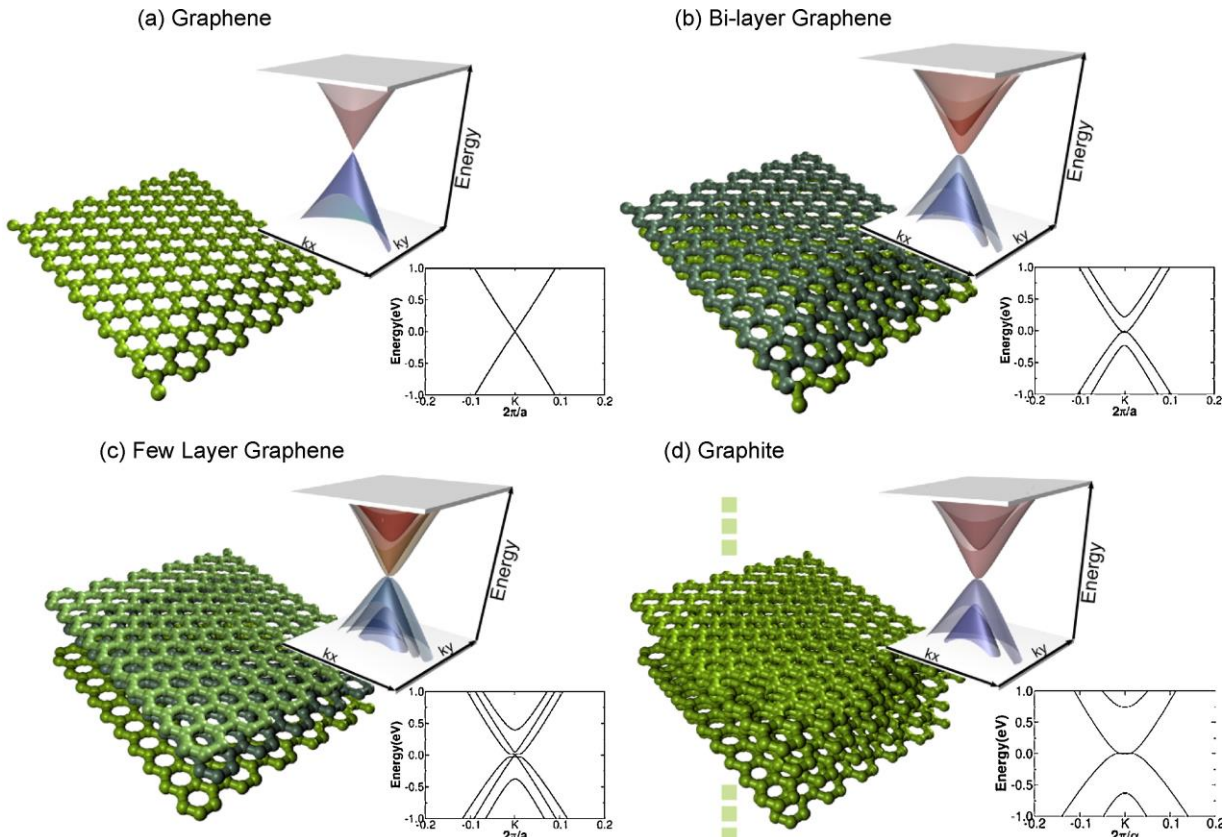 (a) Graphene
Energy
kx
ky
Energy(eV)
1.0
0.5
0.0
-0.5
-1.0
-0.2
-0.1
K
0.1
0.2
2π/a
(b) Bi-layer Graphene
Energy
kx
ky
Energy(eV)
1.0
0.5
0.0
-0.5
-1.0
-0.2
-0.1
K
0.1
0.2
2π/a
(c) Few Layer Graphene
Energy
kx
ky
Energy(eV)
1.0
0.5
0.0
-0.5
-1.0
-0.2
-0.1
K
0.1
0.2
2π/a
(d) Graphite
Energy
kx
ky
Energy(eV)
1.0
0.5
0.0
-0.5
-1.0
-0.2
-0.1
K
0.1
0.2
2π/α